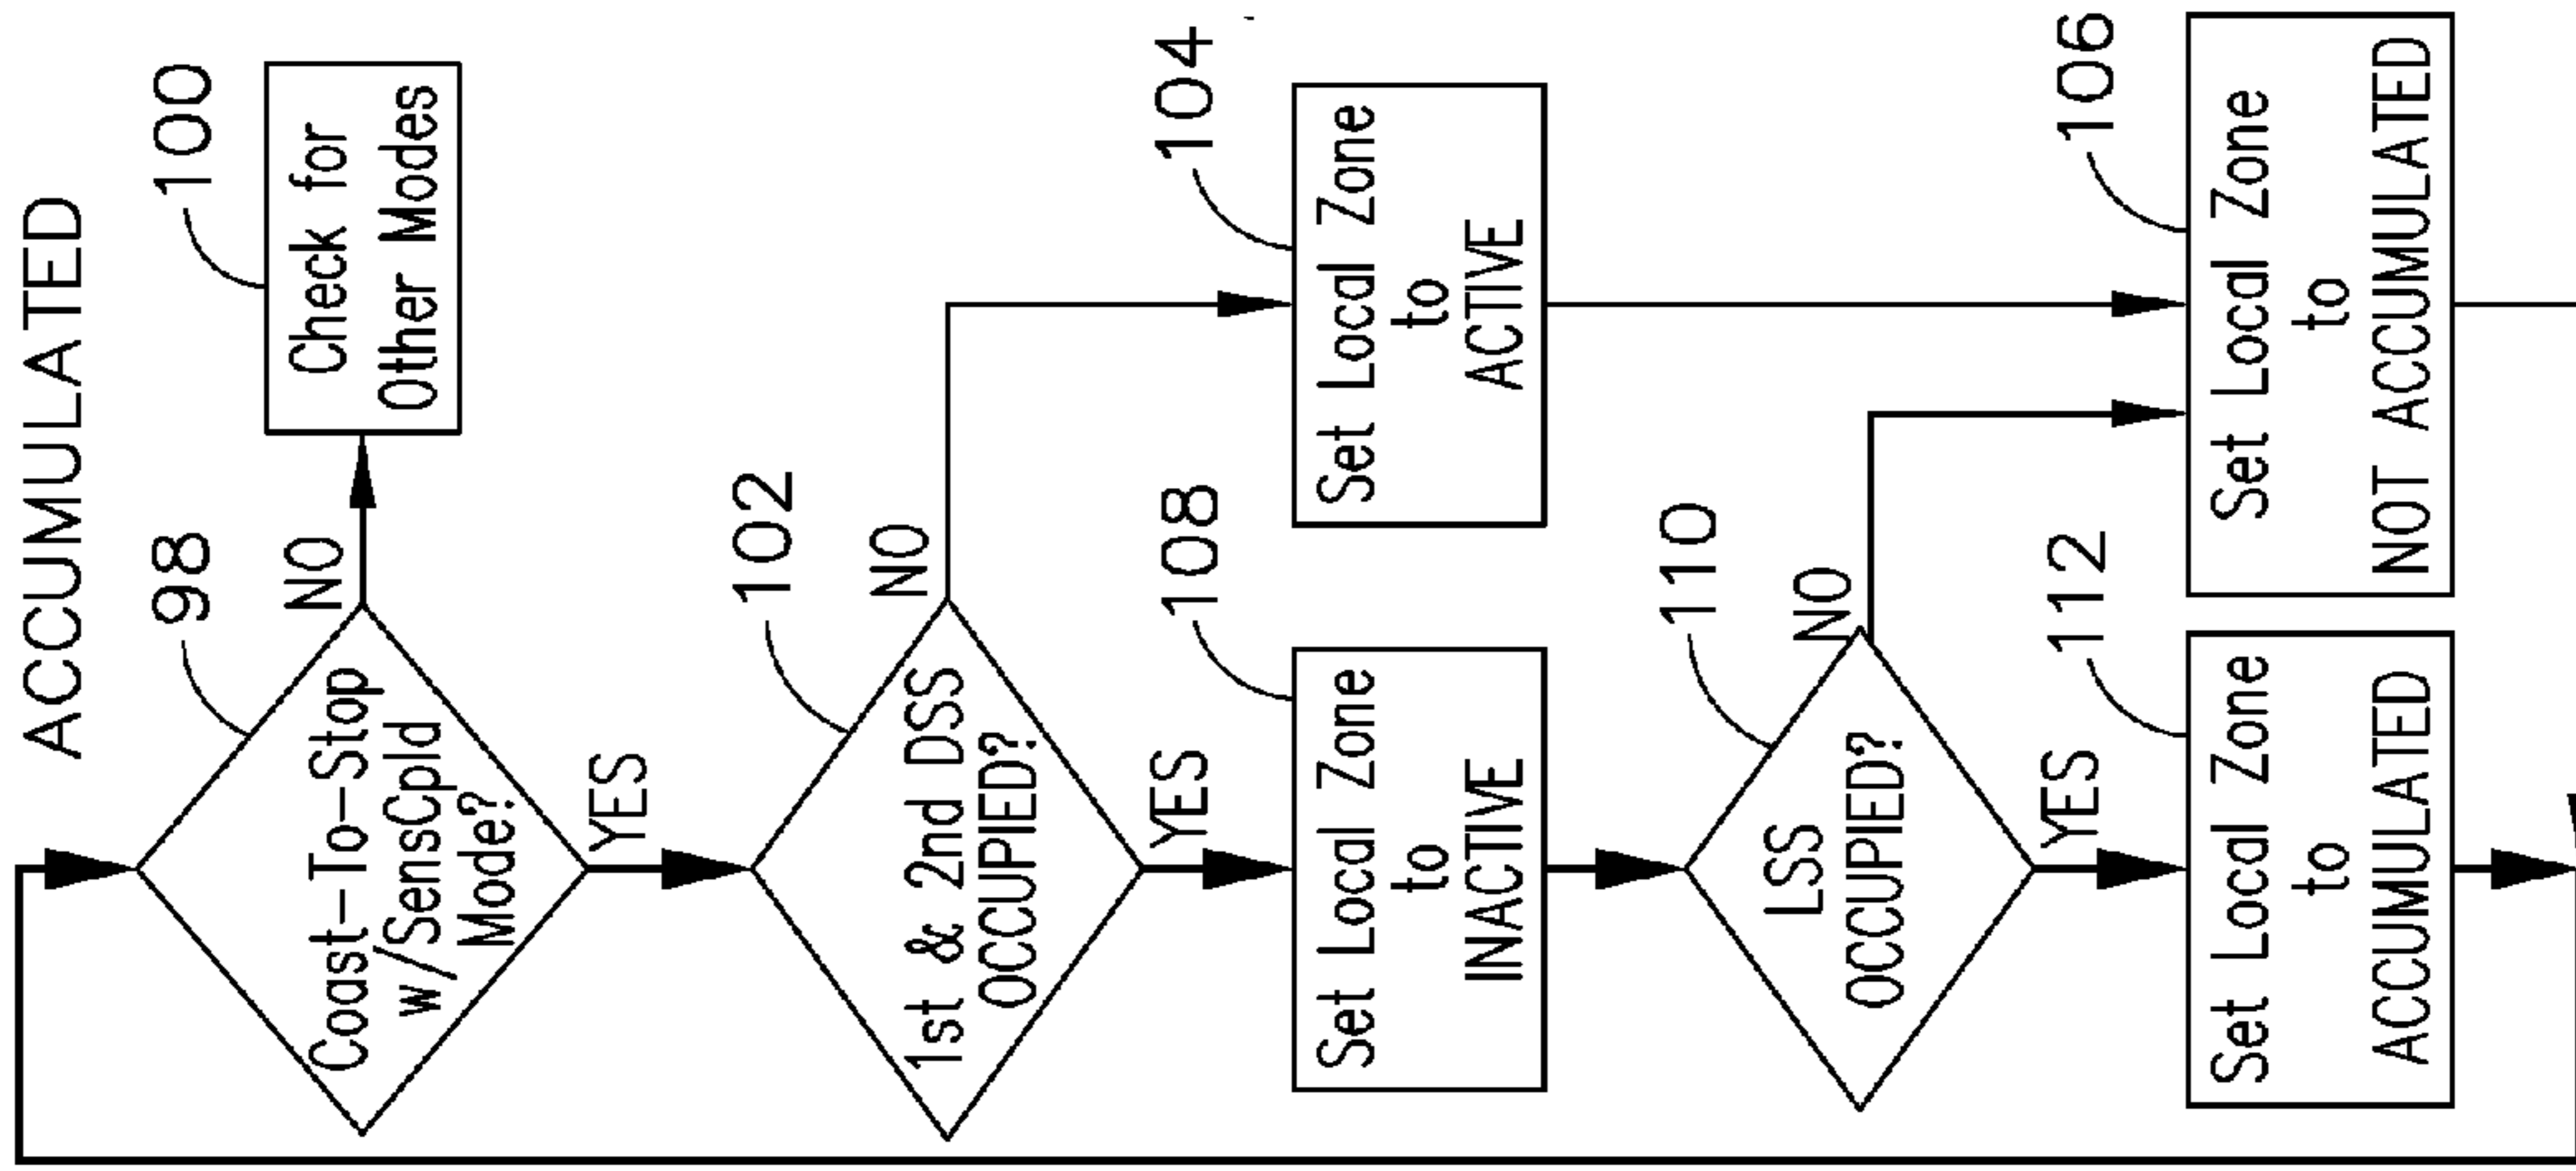 ACCUMULATED
98
Coast-To-Stop
w/SensCpld
Mode?
NO
100
Check for
Other Modes
YES
102
1st & 2nd DSS
OCCUPIED?
NO
104
Set Local Zone
to
ACTIVE
YES
108
Set Local Zone
to
INACTIVE
110
LSS
OCCUPIED?
NO
106
Set Local Zone
to
NOT ACCUMULATED
YES
112
Set Local Zone
to
ACCUMULATED